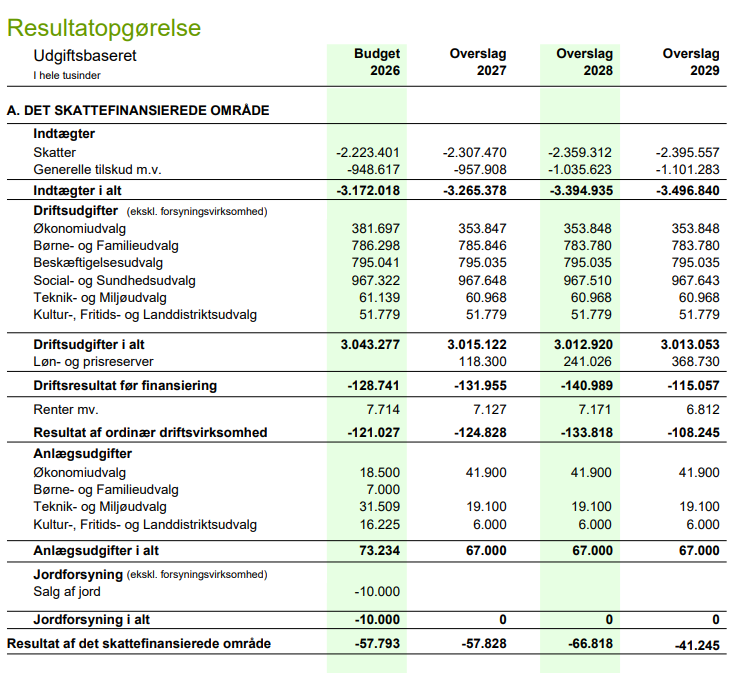 Resultatopgørelse
Udgiftsbaseret Budget Overslag Overslag Overslag
I hele tusinder 2026 2027 2028 2029
A. DET SKATTEFINANSIEREDE OMRÅDE
Indtægter
Skatter -2.223.401 -2.307.470 -2.359.312 -2.395.557
Generelle tilskud m.v. -948.617 -957.908 -1.035.623 -1.101.283
Indtægter i alt -3.172.018 -3.265.378 -3.394.935 -3.496.840
Driftsudgifter (ekskl. forsyningsvirksomhed)
Økonomiudvalg 381.697 353.847 353.848 353.848
Børne- og Familieudvalg 786.298 785.846 783.780 783.780
Beskæftigelsesudvalg 795.041 795.035 795.035 795.035
Social- og Sundhedsudvalg 967.322 967.648 967.510 967.643
Teknik- og Miljøudvalg 61.139 60.968 60.968 60.968
Kultur-, Fritids- og Landdistriktsudvalg 51.779 51.779 51.779 51.779
Driftsudgifter i alt 3.043.277 3.015.122 3.012.920 3.013.053
Løn- og prisreserver 118.300 241.026 368.730
Driftsresultat før finansiering -128.741 -131.955 -140.989 -115.057
Renter mv. 7.714 7.127 7.171 6.812
Resultat af ordinær driftsvirksomhed -121.027 -124.828 -133.818 -108.245
Anlægsudgifter
Økonomiudvalg 18.500 41.900 41.900 41.900
Børne- og Familieudvalg 7.000
Teknik- og Miljøudvalg 31.509 19.100 19.100 19.100
Kultur-, Fritids- og Landdistriktsudvalg 16.225 6.000 6.000 6.000
Anlægsudgifter i alt 73.234 67.000 67.000 67.000
Jordforsyning (ekskl. forsyningsvirksomhed)
Salg af jord -10.000
Jordforsyning i alt -10.000 0 0 0
Resultat af det skattefinansierede område -57.793 -57.828 -66.818 -41.245